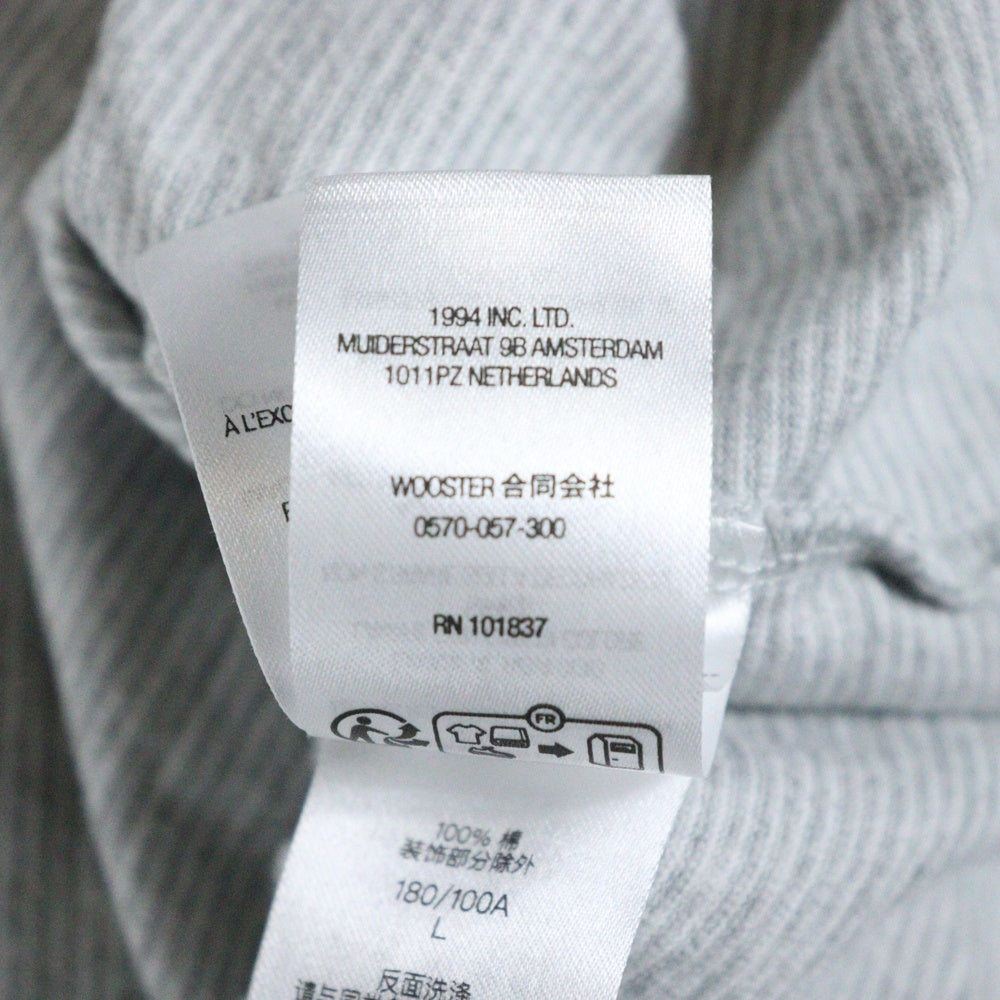 1994 INC. LTD.
MUIDERSTRAAT 9B AMSTERDAM
1011PZ NETHERLANDS
À L'EXC
WOOSTER 合同会社
0570-057-300
RN 101837
FR
100% 棉
装饰部分除外
180/100A
L
反面洗涤